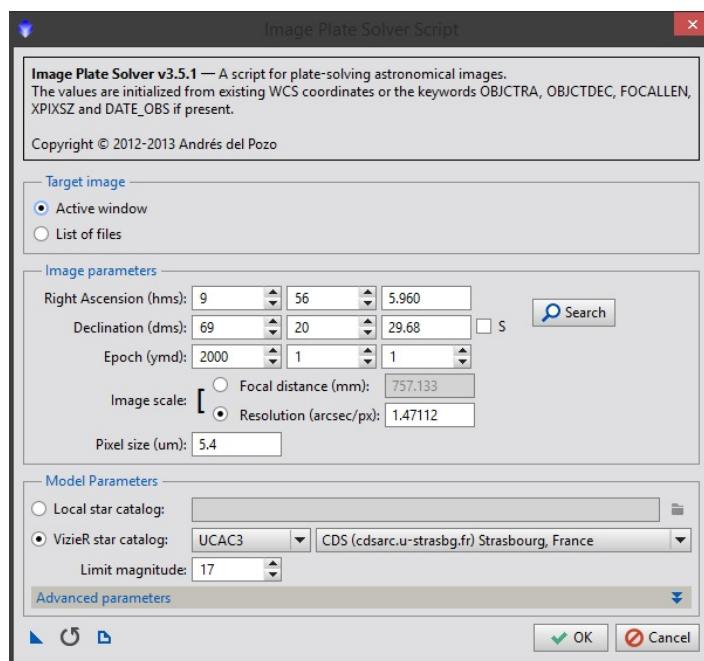 Image Plate Solver Script
Image Plate Solver v3.5.1 — A script for plate-solving astronomical images.
The values are initialized from existing WCS coordinates or the keywords OBJCTRA, OBJCTDEC, FOCALLEN,
XPIXSZ and DATE_OBS if present.
Copyright © 2012-2013 Andrés del Pozo
Target image
Active window
List of files
Image parameters
Right Ascension (hms): 9 56 5.960
Search
Declination (dms): 69 20 29.68 S
Epoch (ymd): 2000 1 1
Image scale: [
Focal distance (mm): 757.133
Resolution (arcsec/px): 1.47112
Pixel size (um): 5.4
Model Parameters
Local star catalog:
VizieR star catalog: UCAC3 CDS (cdsarc.u-strasbg.fr) Strasbourg, France
Limit magnitude: 17
Advanced parameters
OK Cancel